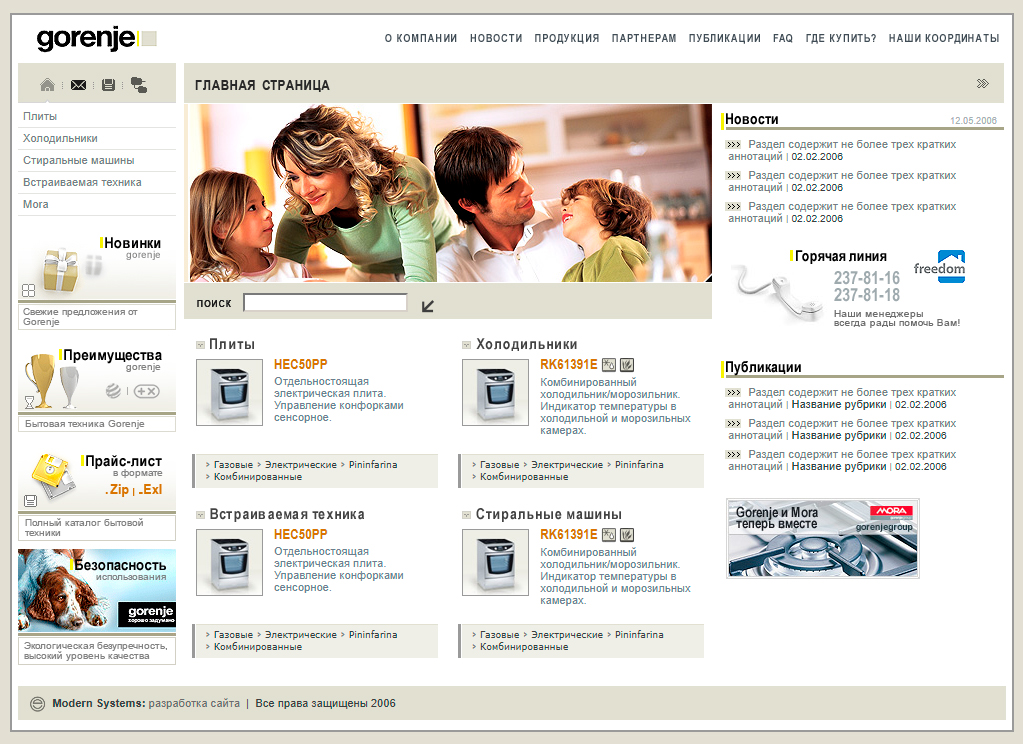 gorenje
О КОМПАНИИ НОВОСТИ ПРОДУКЦИЯ ПАРТНЕРАМ ПУБЛИКАЦИИ FAQ ГДЕ КУПИТЬ? НАШИ КООРДИНАТЫ
ГЛАВНАЯ СТРАНИЦА
Плиты
Холодильники
Стиральные машины
Встраиваемая техника
Mora
Новинки
gorenje
Свежие предложения от
Gorenje
Преимущества
gorenje
Бытовая техника Gorenje
Прайс-лист
в формате
.Zip | .Exl
Полный каталог бытовой
техники
Безопасность
использования
gorenje
хорошо задумано
Экологическая безупречность,
высокий уровень качества
ПОИСК
Плиты
HEC50PP
Отдельностоящая
электрическая плита.
Управление конфорками
сенсорное.
› Газовые › Электрические › Pininfarina
› Комбинированные
Холодильники
RK61391E
Комбинированный
холодильник/морозильник.
Индикатор температуры в
холодной и морозильных
камерах.
› Газовые › Электрические › Pininfarina
› Комбинированные
Встраиваемая техника
HEC50PP
Отдельностоящая
электрическая плита.
Управление конфорками
сенсорное.
› Газовые › Электрические › Pininfarina
› Комбинированные
Стиральные машины
RK61391E
Комбинированный
холодильник/морозильник.
Индикатор температуры в
холодной и морозильных
камерах.
› Газовые › Электрические › Pininfarina
› Комбинированные
Новости 12.05.2006
Раздел содержит не более трех кратких
аннотаций | 02.02.2006
Раздел содержит не более трех кратких
аннотаций | 02.02.2006
Раздел содержит не более трех кратких
аннотаций | 02.02.2006
Горячая линия
237-81-16
237-81-18
freedom
Наши менеджеры
всегда рады помочь Вам!
Публикации
Раздел содержит не более трех кратких
аннотаций | Название рубрики | 02.02.2006
Раздел содержит не более трех кратких
аннотаций | Название рубрики | 02.02.2006
Раздел содержит не более трех кратких
аннотаций | Название рубрики | 02.02.2006
Gorenje и Mora
теперь вместе
MORA
gorenjegroup
Modern Systems: разработка сайта | Все права защищены 2006